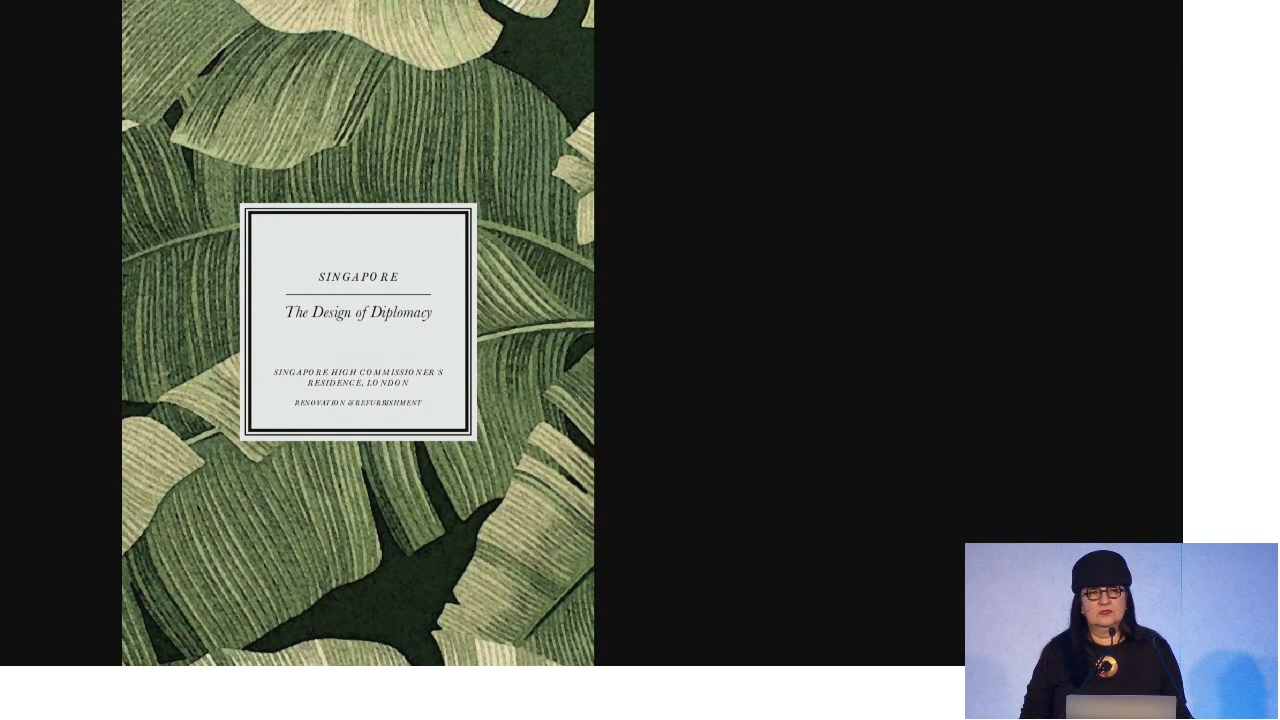 SINGAPORE
The Design of Diplomacy
SINGAPORE HIGH COMMISSIONER'S
RESIDENCE, LONDON
RENOVATION & REFURBISHMENT